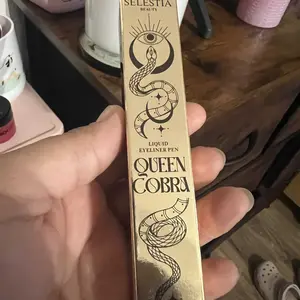 SELESTIA
BEAUTY
LIQUID
EYELINER PEN
QUEEN
COBRA